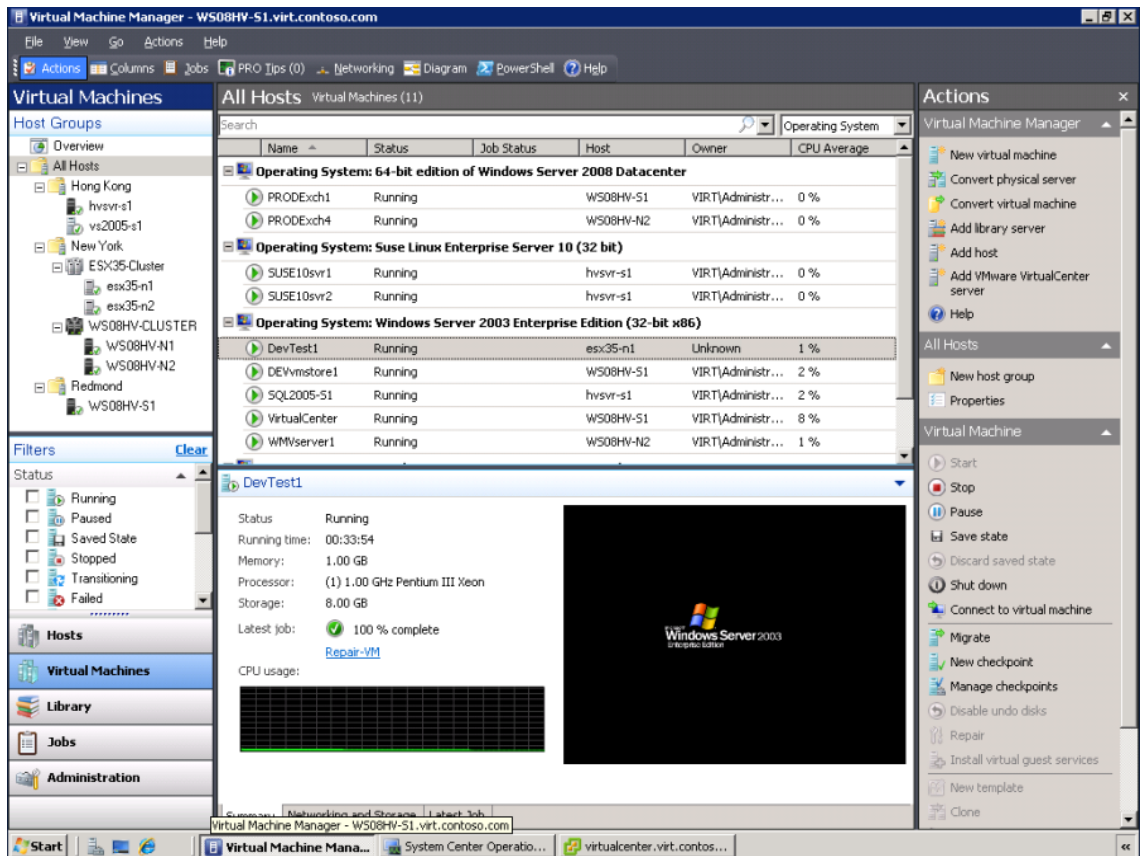 Virtual Machine Manager - WS08HV-S1.virt.contoso.com
File View Go Actions Help
Actions Columns Jobs PRO Tips (0) Networking Diagram PowerShell Help
Virtual Machines
Host Groups
Overview
All Hosts
Hong Kong
hvsvr-s1
vs2005-s1
New York
ESX35-Cluster
esx35-n1
esx35-n2
WS08HV-CLUSTER
WS08HV-N1
WS08HV-N2
Redmond
WS08HV-S1
Filters Clear
Status
Running
Paused
Saved State
Stopped
Transitioning
Failed
Hosts
Virtual Machines
Library
Jobs
Administration
All Hosts Virtual Machines (11)
Search Operating System
Name Status Job Status Host Owner CPU Average
Operating System: 64-bit edition of Windows Server 2008 Datacenter
PRODExch1 Running WS08HV-S1 VIRT\Administr... 0 %
PRODExch4 Running WS08HV-N2 VIRT\Administr... 0 %
Operating System: Suse Linux Enterprise Server 10 (32 bit)
SUSE10svr1 Running hvsvr-s1 VIRT\Administr... 0 %
SUSE10svr2 Running hvsvr-s1 VIRT\Administr... 0 %
Operating System: Windows Server 2003 Enterprise Edition (32-bit x86)
DevTest1 Running esx35-n1 Unknown 1 %
DEVvmstore1 Running WS08HV-S1 VIRT\Administr... 2 %
SQL2005-S1 Running hvsvr-s1 VIRT\Administr... 2 %
VirtualCenter Running WS08HV-S1 VIRT\Administr... 8 %
WMVserver1 Running WS08HV-N2 VIRT\Administr... 1 %
DevTest1
Status Running
Running time: 00:33:54
Memory: 1.00 GB
Processor: (1) 1.00 GHz Pentium III Xeon
Storage: 8.00 GB
Latest job: 100 % complete
Repair-VM
CPU usage:
Windows Server 2003
Enterprise Edition
Summary Networking and Storage Latest Job
Virtual Machine Manager - WS08HV-S1.virt.contoso.com
Actions
Virtual Machine Manager
New virtual machine
Convert physical server
Convert virtual machine
Add library server
Add host
Add VMware VirtualCenter
server
Help
All Hosts
New host group
Properties
Virtual Machine
Start
Stop
Pause
Save state
Discard saved state
Shut down
Connect to virtual machine
Migrate
New checkpoint
Manage checkpoints
Disable undo disks
Repair
Install virtual guest services
New template
Clone
Start Virtual Machine Mana... System Center Operatio... virtualcenter.virt.contos...